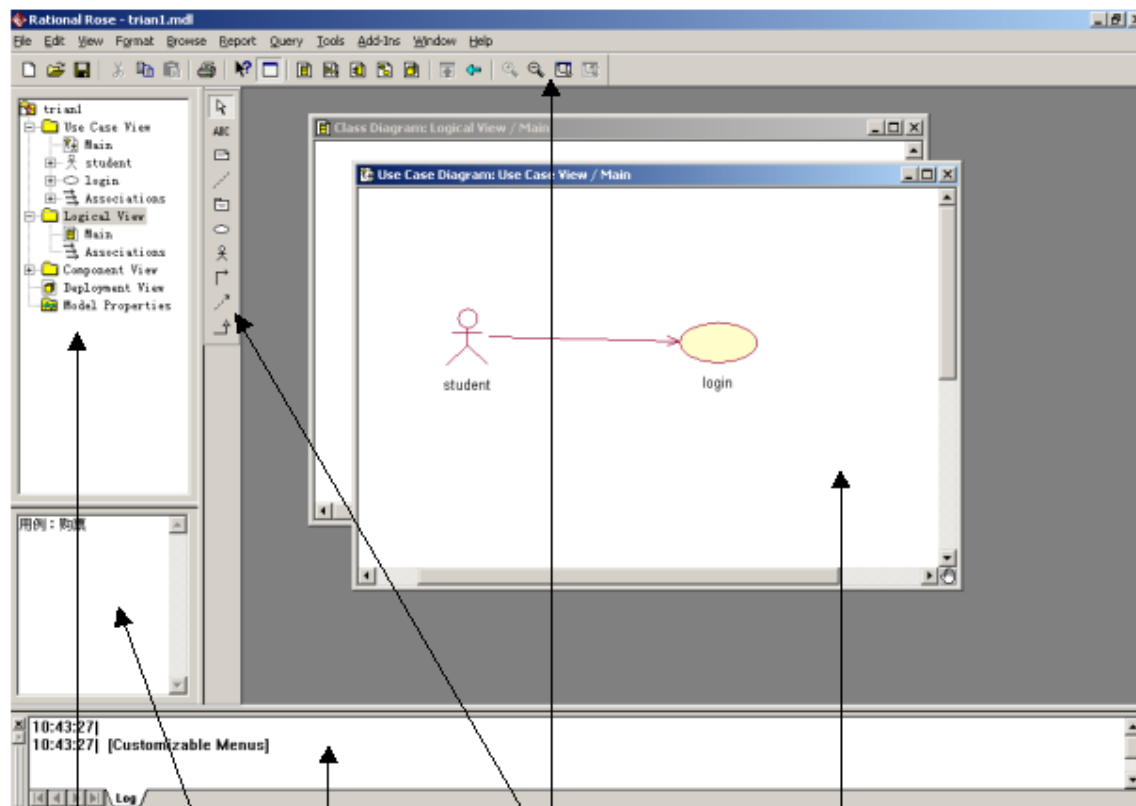 Rational Rose - trian1.mdl
File Edit View Format Browse Report Query Tools Add-Ins Window Help
trian1
Use Case View
Main
student
login
Associations
Logical View
Main
Associations
Component View
Deployment View
Model Properties
ABC
Class Diagram: Logical View / Main
Use Case Diagram: Use Case View / Main
student
login
用例：购票
10:43:27|
10:43:27| [Customizable Menus]
Log